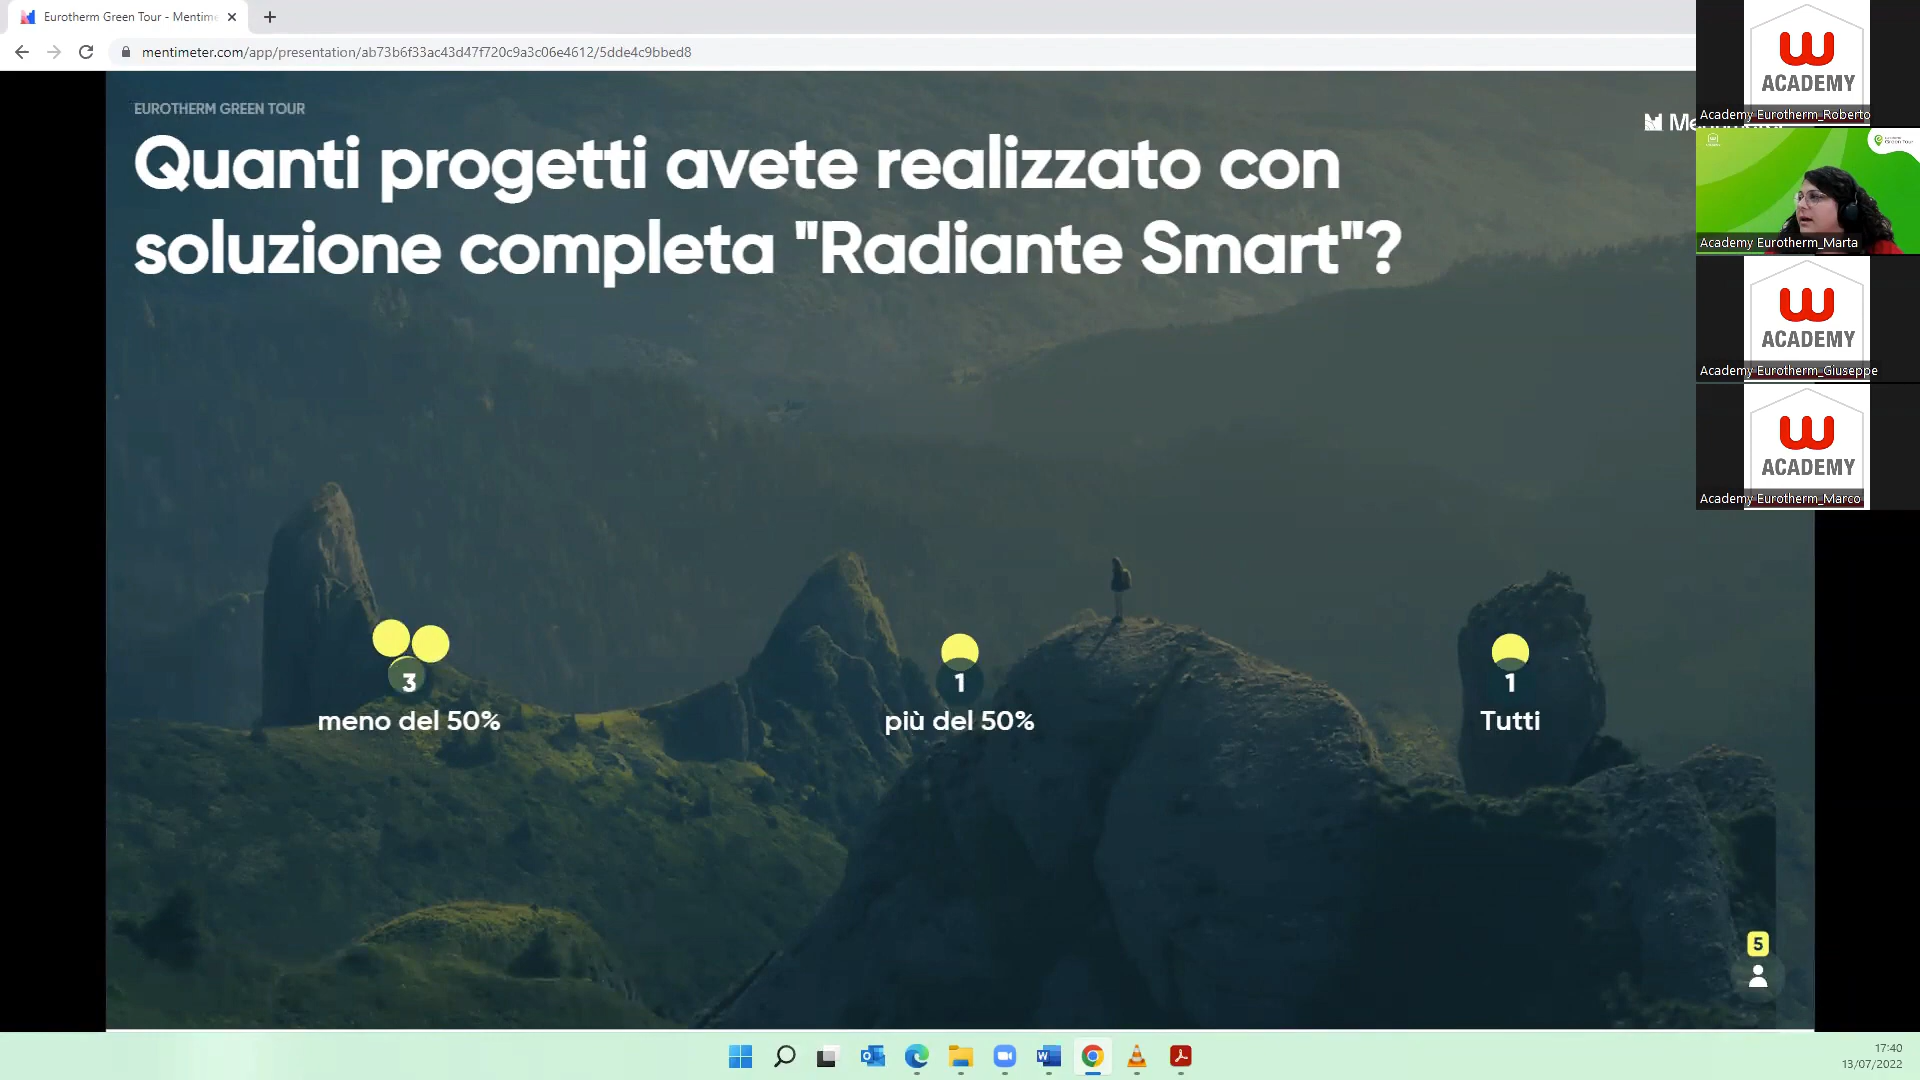 Eurotherm Green Tour - Mentime
mentimeter.com/app/presentation/ab73b6f33ac43d47f720c9a3c06e4612/5dde4c9bbed8
EUROTHERM GREEN TOUR
Quanti progetti avete realizzato con
soluzione completa "Radiante Smart"?
3
meno del 50%
1
più del 50%
1
Tutti
5
ACADEMY
Academy Eurotherm_Roberto
Green Tour
Academy Eurotherm_Marta
ACADEMY
Academy Eurotherm_Giuseppe
ACADEMY
Academy Eurotherm_Marco
17:40
13/07/2022